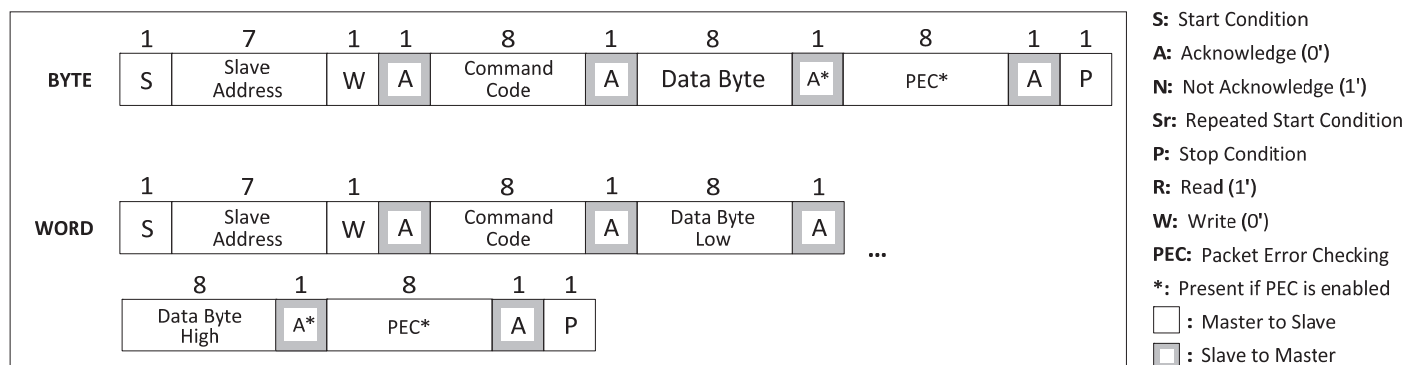 1 7 1 1 8 1 8 1 8 1 1
BYTE S Slave Address W A Command Code A Data Byte A* PEC* A P
1 7 1 8 1 8 1
WORD S Slave Address W A Command Code A Data Byte Low A ...
8 1 8 1 1
Data Byte High A* PEC* A P
S: Start Condition
A: Acknowledge (0')
N: Not Acknowledge (1')
Sr: Repeated Start Condition
P: Stop Condition
R: Read (1')
W: Write (0')
PEC: Packet Error Checking
*: Present if PEC is enabled
: Master to Slave
: Slave to Master